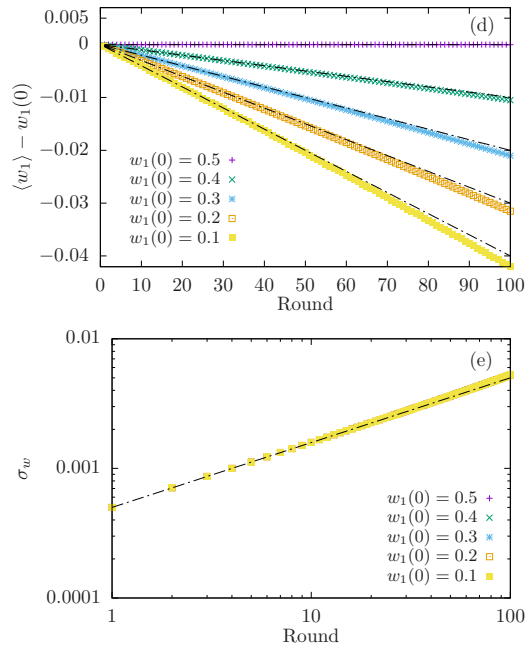 (d)
0
−0.01
−0.02
−0.03
−0.04
⟨w₁⟩ − w₁(0)
w₁(0) = 0.5
w₁(0) = 0.4
w₁(0) = 0.3
w₁(0) = 0.2
w₁(0) = 0.1
0 10 20 30 40 50 60 70 80 90 100
Round
(e)
0.01
0.001
0.0001
σ_w
w₁(0) = 0.5
w₁(0) = 0.4
w₁(0) = 0.3
w₁(0) = 0.2
w₁(0) = 0.1
1 10 100
Round